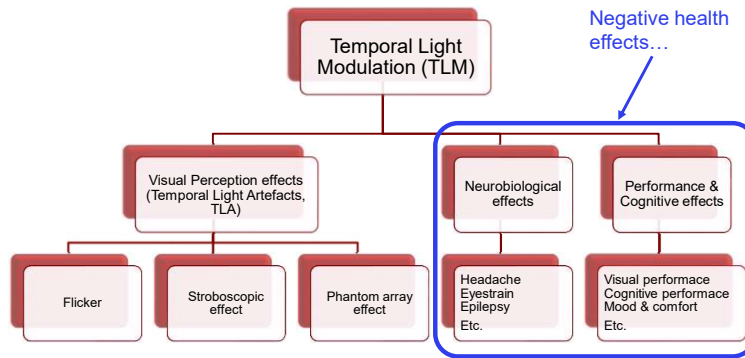 Negative health
effects…
Temporal Light
Modulation (TLM)
Visual Perception effects
(Temporal Light Artefacts,
TLA)
Neurobiological
effects
Performance &
Cognitive effects
Flicker
Stroboscopic
effect
Phantom array
effect
Headache
Eyestrain
Epilepsy
Etc.
Visual performace
Cognitive performace
Mood & comfort
Etc.